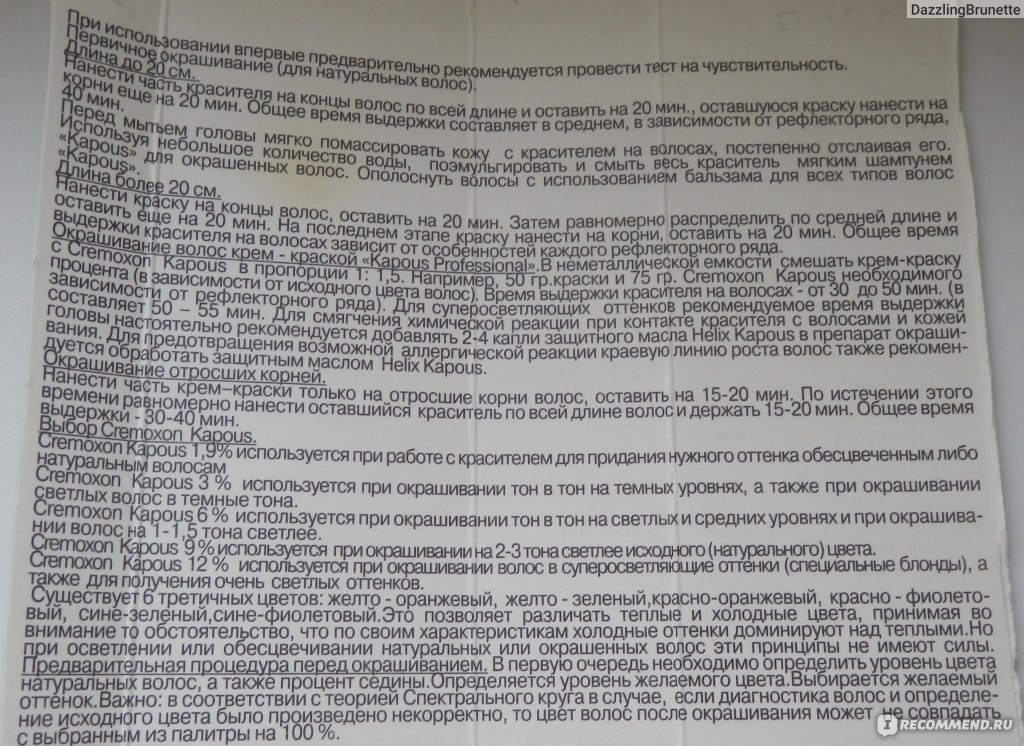 DazzlingBrunette
При использовании впервые предварительно рекомендуется провести тест на чувствительность.
Первичное окрашивание (для натуральных волос).
Длина до 20 см.
Нанести часть красителя на концы волос по всей длине и оставить на 20 мин., оставшуюся краску нанести на
корни еще на 20 мин. Общее время выдержки составляет в среднем, в зависимости от рефлекторного ряда,
40 мин.
Перед мытьем головы мягко помассировать кожу с красителем на волосах, постепенно отслаивая его.
Используя небольшое количество воды, поэмульгировать и смыть весь краситель мягким шампунем
«Kapous» для окрашенных волос. Ополоснуть волосы с использованием бальзама для всех типов волос
«Kapous».
Длина более 20 см.
Нанести краску на концы волос, оставить на 20 мин. Затем равномерно распределить по средней длине и
оставить еще на 20 мин. На последнем этапе краску нанести на корни, оставить на 20 мин. Общее время
выдержки красителя на волосах зависит от особенностей каждого рефлекторного ряда.
Окрашивание волос крем - краской «Kapous Professional».В неметаллической емкости смешать крем-краску
с Cremoxon Kapous в пропорции 1: 1,5. Например, 50 гр.краски и 75 гр. Cremoxon Kapous необходимого
процента (в зависимости от исходного цвета волос). Время выдержки красителя на волосах - от 30 до 50 мин. (в
зависимости от рефлекторного ряда). Для суперосветляющих оттенков рекомендуемое время выдержки
составляет 50 – 55 мин. Для смягчения химической реакции при контакте красителя с волосами и кожей
головы настоятельно рекомендуется добавлять 2-4 капли защитного масла Helix Kapous в препарат окраши-
вания. Для предотвращения возможной аллергической реакции краевую линию роста волос также рекомен-
дуется обработать защитным маслом Helix Kapous.
Окрашивание отросших корней.
Нанести часть крем–краски только на отросшие корни волос, оставить на 15-20 мин. По истечении этого
времени равномерно нанести оставшийся краситель по всей длине волос и держать 15-20 мин. Общее время
выдержки - 30-40 мин.
Выбор Cremoxon Kapous.
Cremoxon Kapous 1,9% используется при работе с красителем для придания нужного оттенка обесцвеченным либо
натуральным волосам
Cremoxon Kapous 3 % используется при окрашивании тон в тон на темных уровнях, а также при окрашивании
светлых волос в темные тона.
Cremoxon Kapous 6 % используется при окрашивании тон в тон на светлых и средних уровнях и при окрашива-
нии волос на 1-1,5 тона светлее.
Cremoxon Kapous 9 % используется при окрашивании на 2-3 тона светлее исходного (натурального) цвета.
Cremoxon Kapous 12 % используется при окрашивании волос в суперосветляющие оттенки (специальные блонды), а
также для получения очень светлых оттенков.
Существует 6 третичных цветов: желто - оранжевый, желто - зеленый,красно-оранжевый, красно - фиолето-
вый, сине-зеленый,сине-фиолетовый.Это позволяет различать теплые и холодные цвета, принимая во
внимание то обстоятельство, что по своим характеристикам холодные оттенки доминируют над теплыми.Но
при осветлении или обесцвечивании натуральных или окрашенных волос эти принципы не имеют силы.
Предварительная процедура перед окрашиванием. В первую очередь необходимо определить уровень цвета
натуральных волос, а также процент седины.Определяется уровень желаемого цвета.Выбирается желаемый
оттенок.Важно: в соответствии с теорией Спектрального круга в случае, если диагностика волос и определе-
ние исходного цвета было произведено некорректно, то цвет волос после окрашивания может не совпадать
с выбранным из палитры на 100 %.
IRECOMMEND.RU